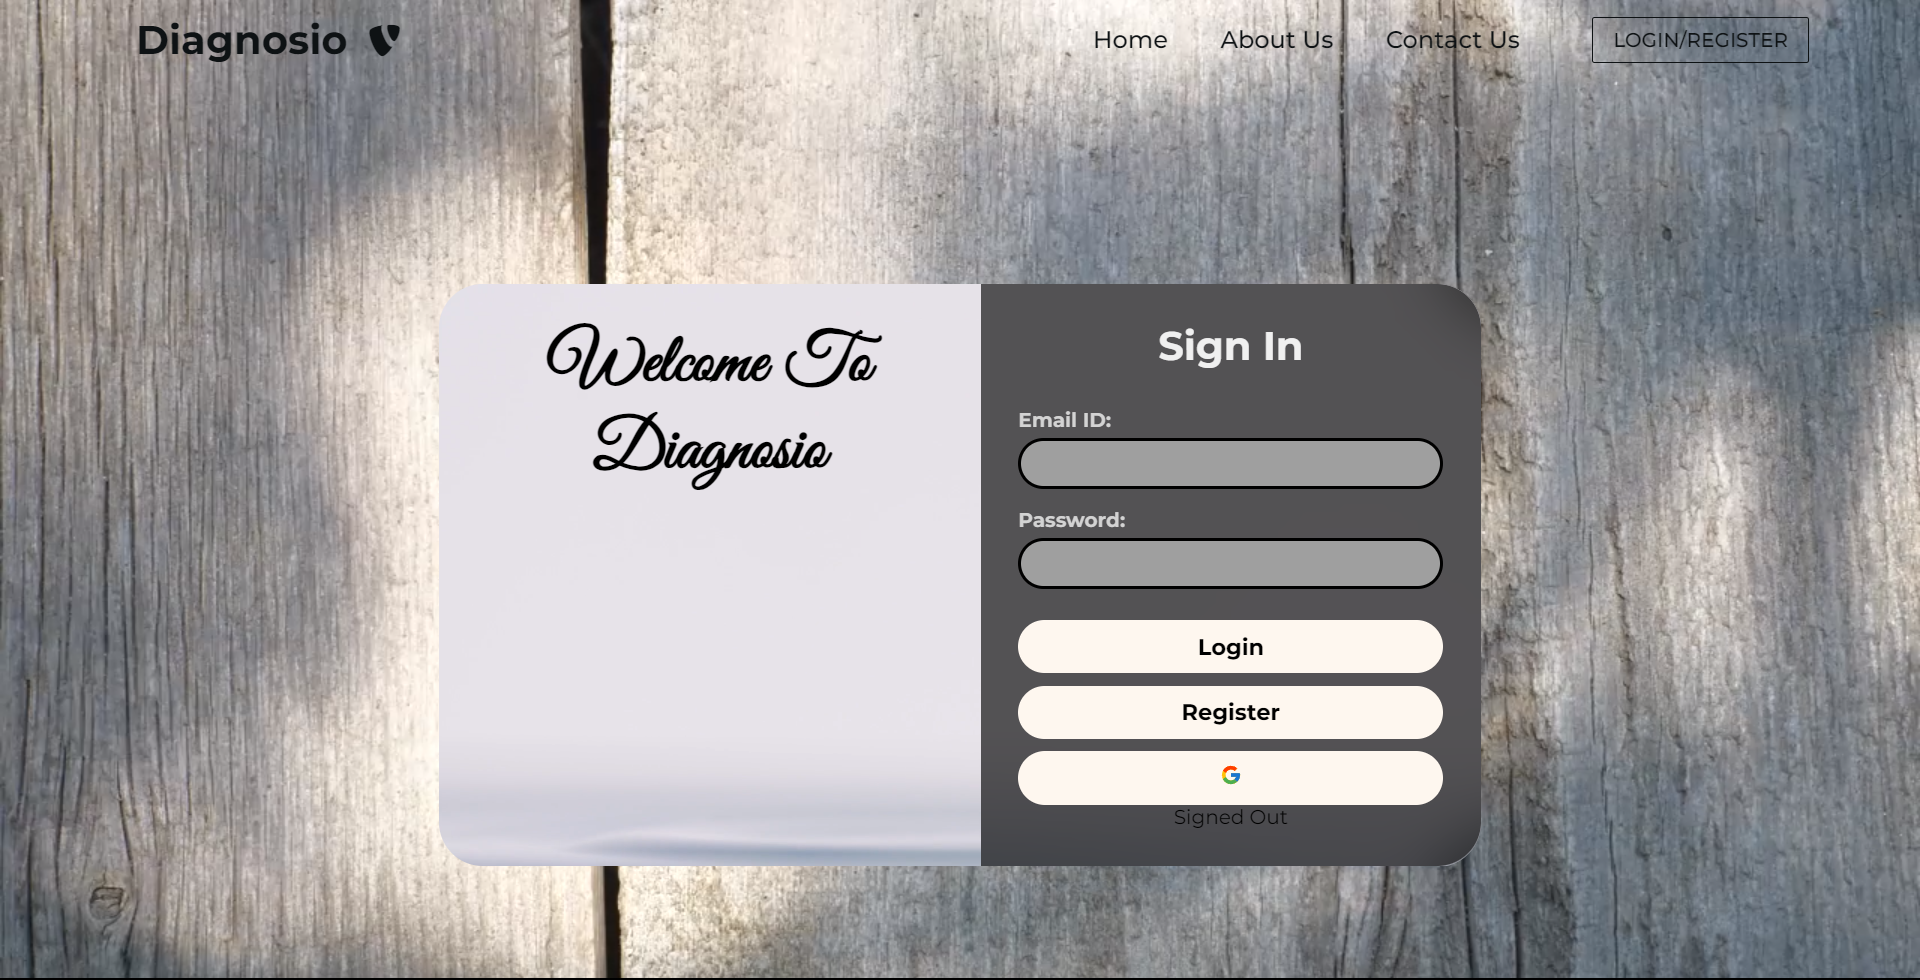 Diagnosio
Home
About Us
Contact Us
LOGIN/REGISTER
Welcome To
Diagnosio
Sign In
Email ID:
Password:
Login
Register
Signed Out